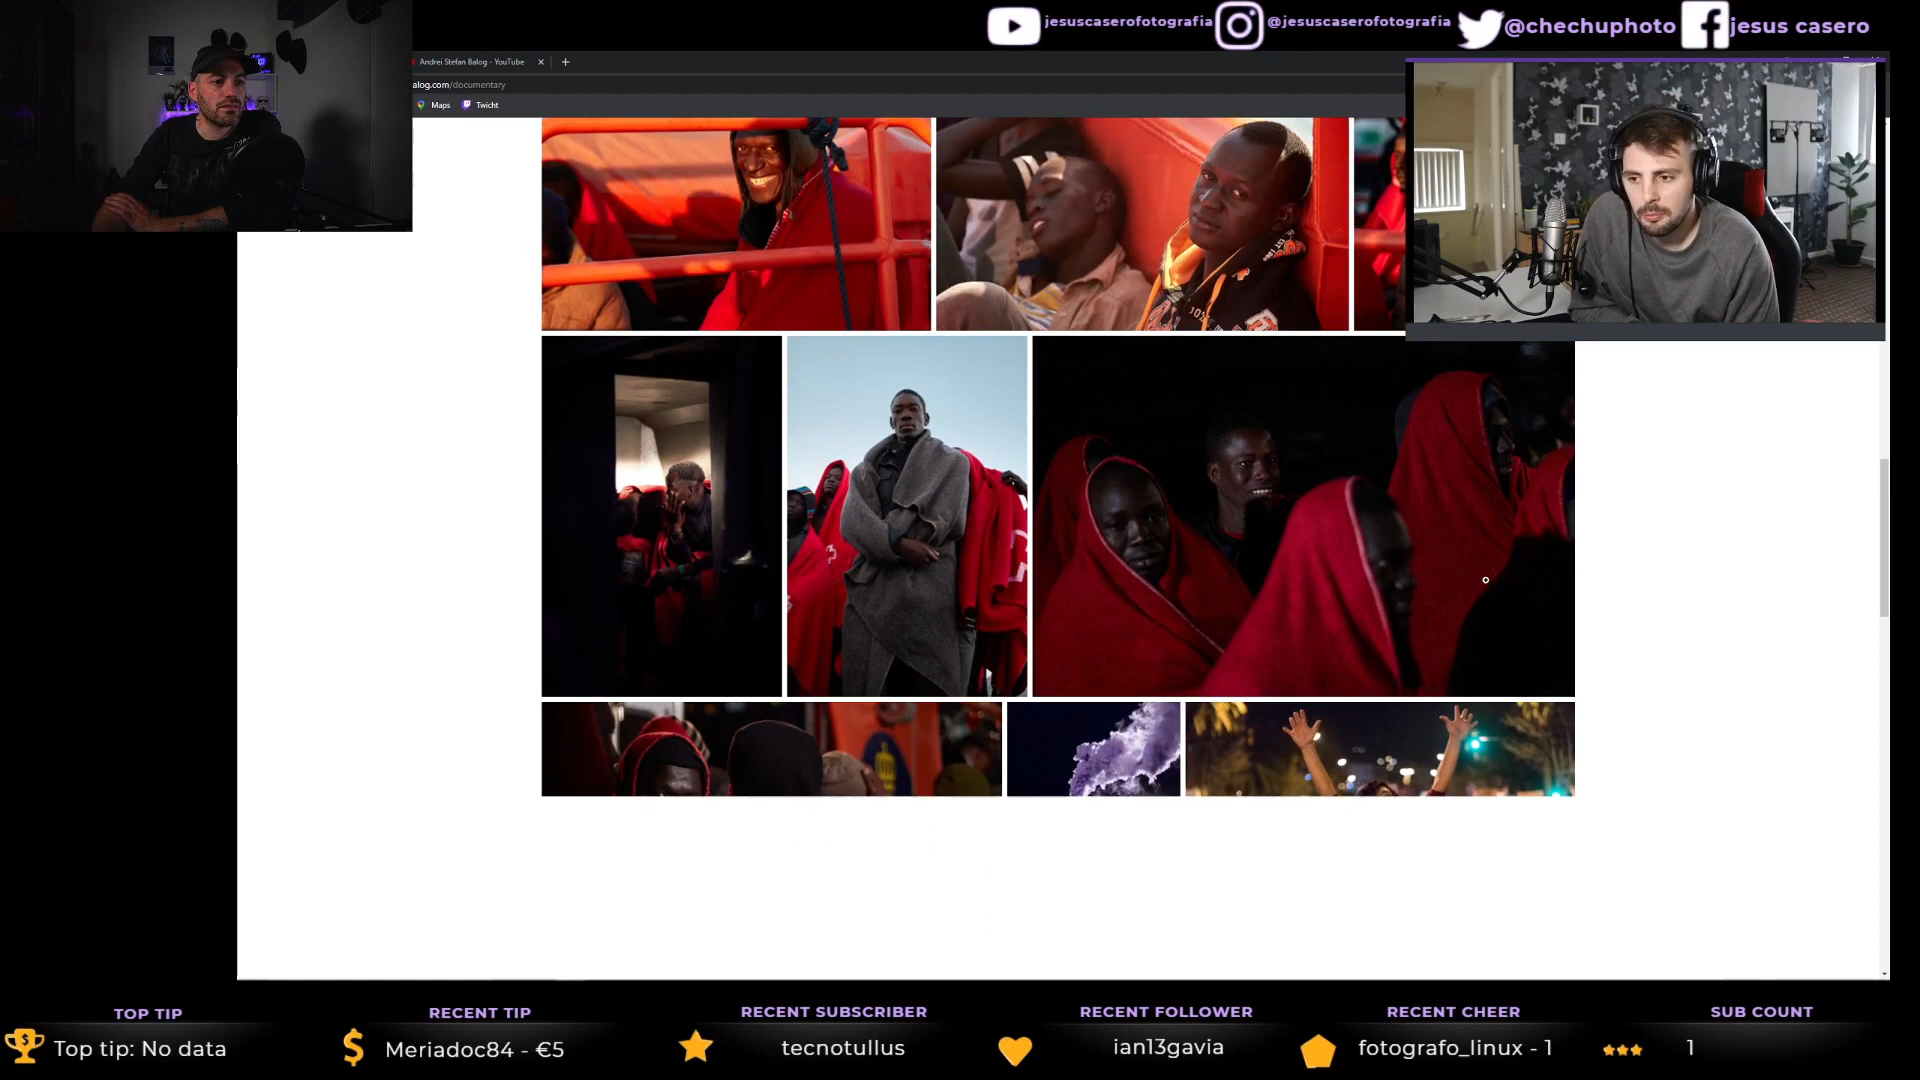 jesuscaserofotografia
@jesuscaserofotografia
@chechuphoto
jesus casero
Andrei Stefan Balog - YouTube
alog.com/documentary
Maps
Twicht
TOP TIP
Top tip: No data
RECENT TIP
Meriadoc84 - €5
RECENT SUBSCRIBER
tecnotullus
RECENT FOLLOWER
ian13gavia
RECENT CHEER
fotografo_linux - 1
SUB COUNT
1